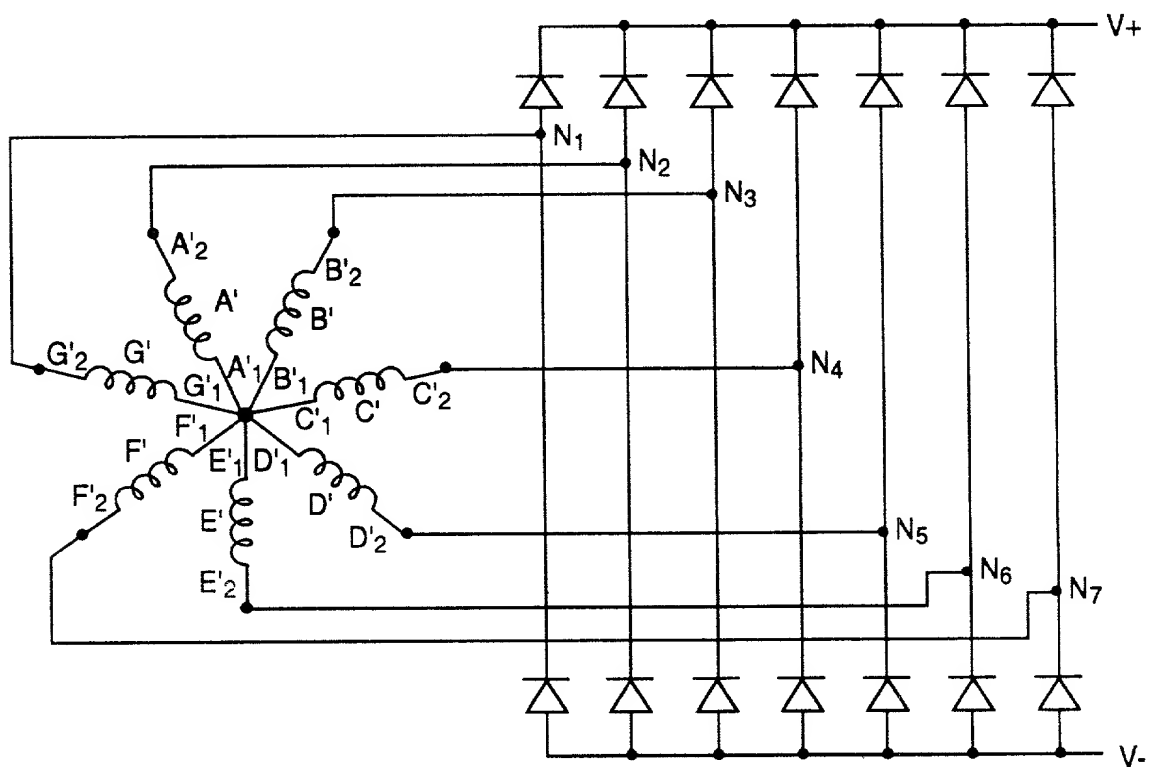 V+
N₁
N₂
N₃
A'₂
B'₂
A'
B'
G'₂
G'
A'₁
B'₁
N₄
G'₁
C'₂
C'₁
C'
F'₁
F'
E'₁
D'₁
F'₂
D'
E'
D'₂
N₅
E'₂
N₆
N₇
V-